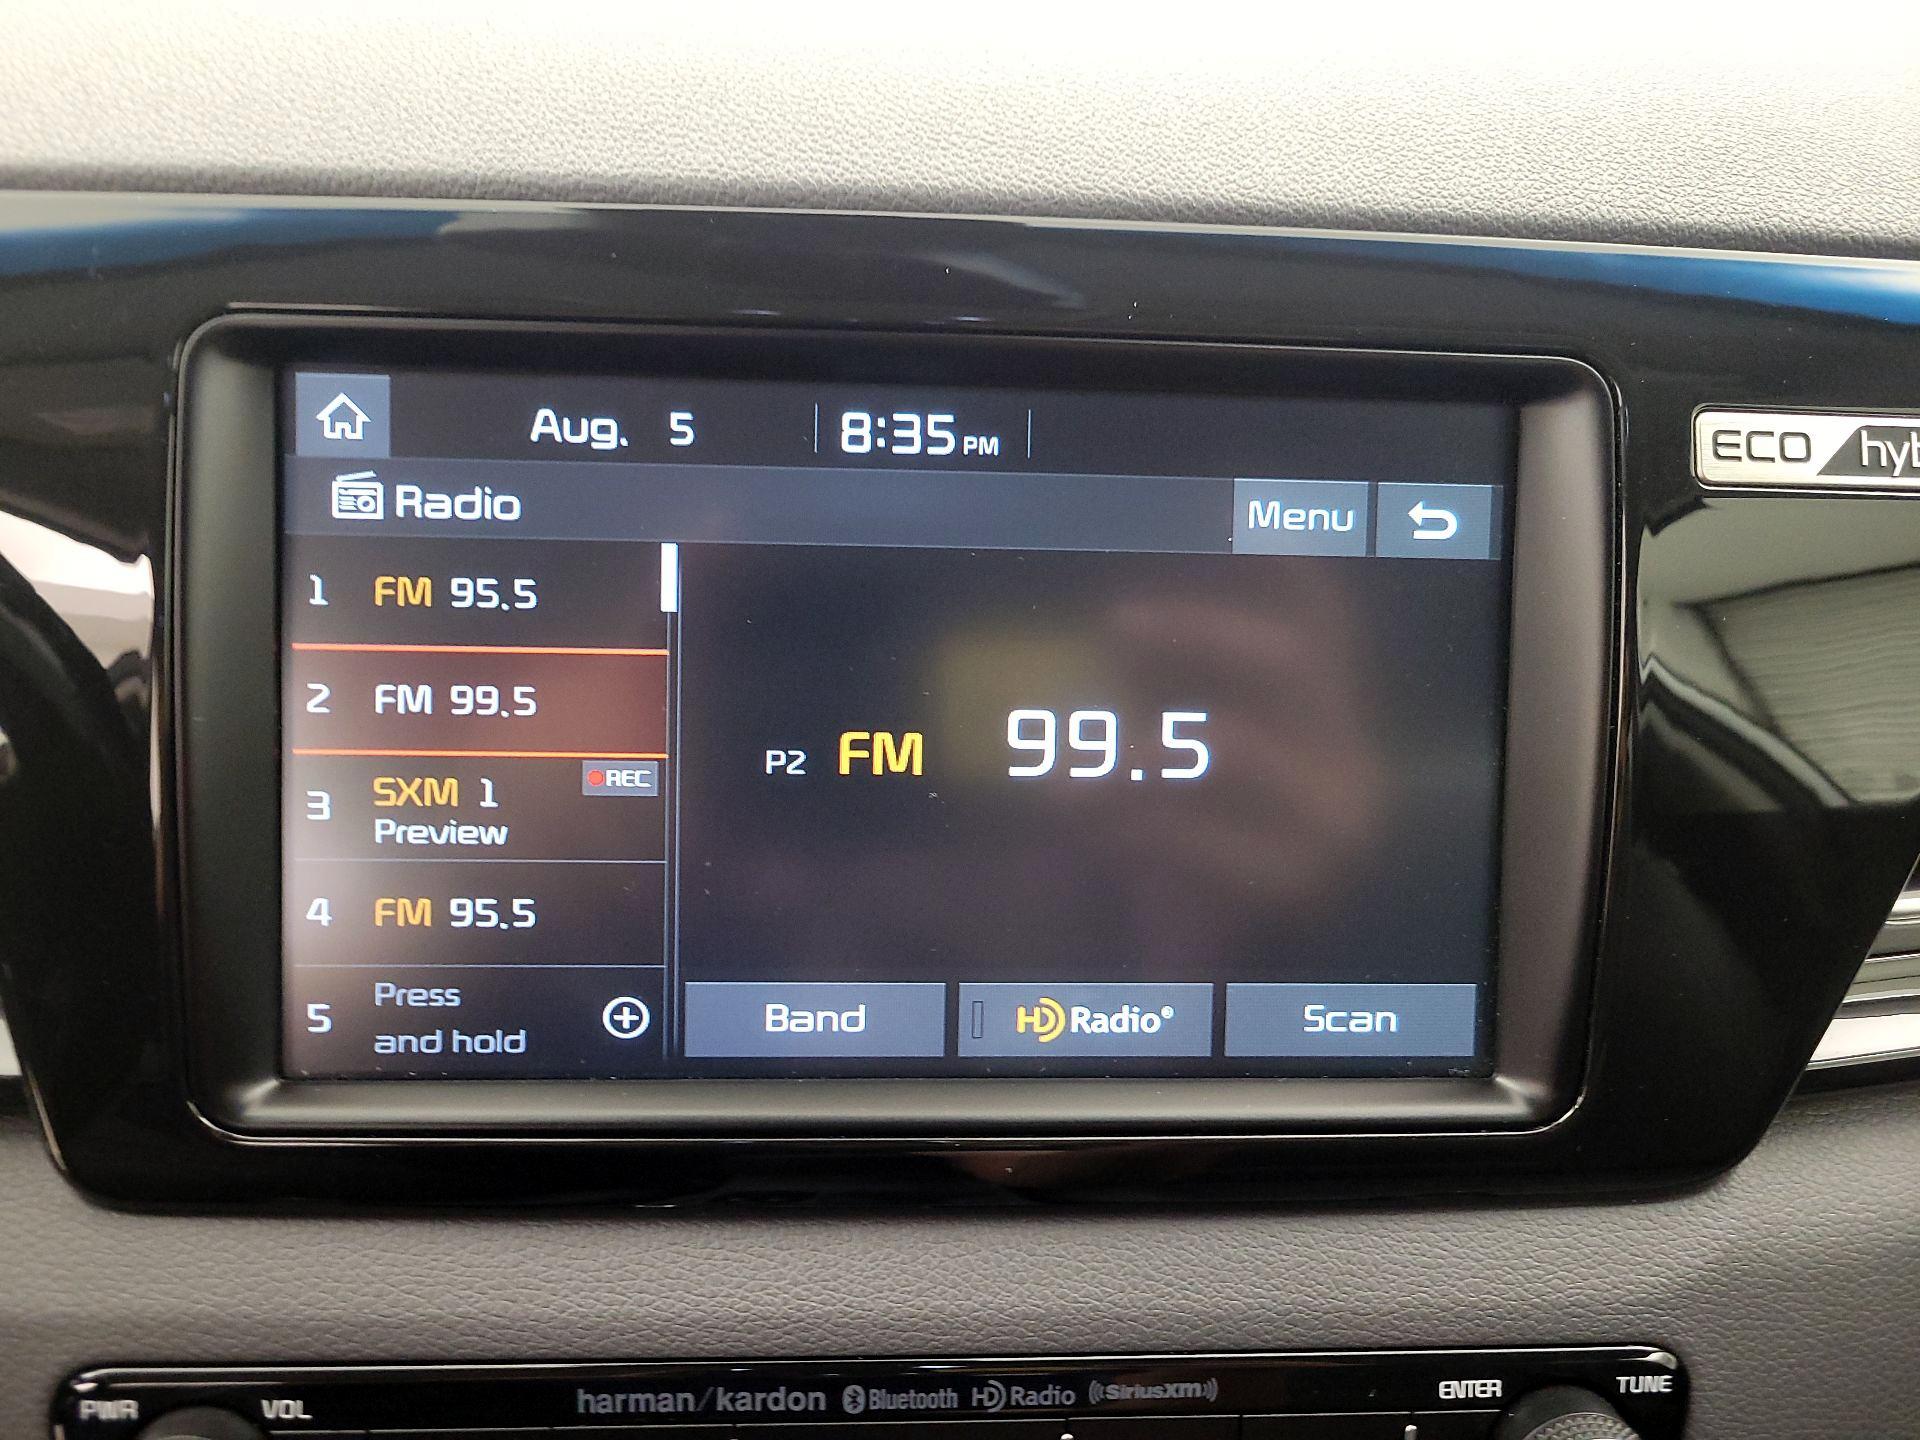 Aug. 5 8:35 PM
ECO
Radio
Menu
1 FM 95.5
2 FM 99.5
3 SXM 1 REC
Preview
4 FM 95.5
5 Press
and hold
P2 FM 99.5
Band
HD Radio®
Scan
PWR VOL
harman/kardon Bluetooth HD Radio ((SiriusXM))
ENTER TUNE